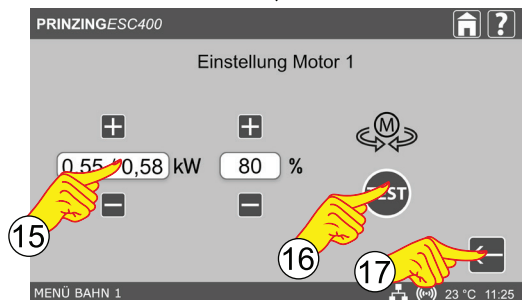 PRINZINGESC400
?
Einstellung Motor 1
M
0,55 / 0,58 kW 80 %
TEST
15
16
17
MENÜ BAHN 1 23 °C 11:25